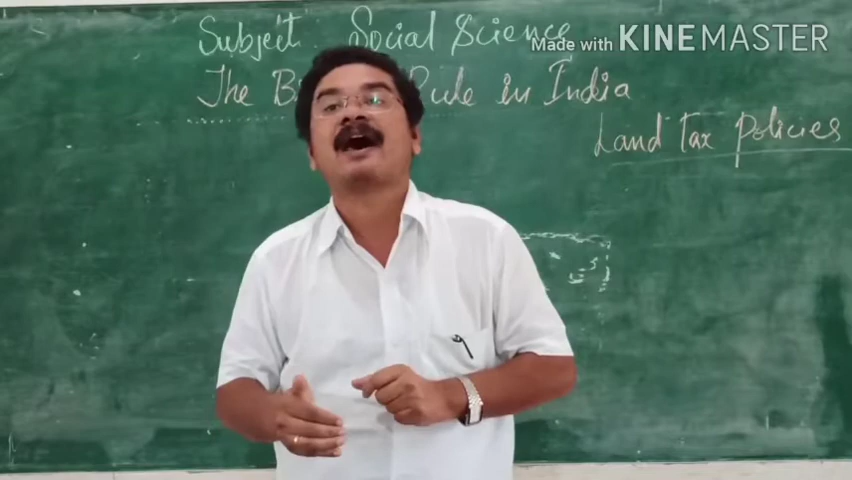 Subject: Social Science
Made with KINEMASTER
The Rule in India
Land Tax Policies